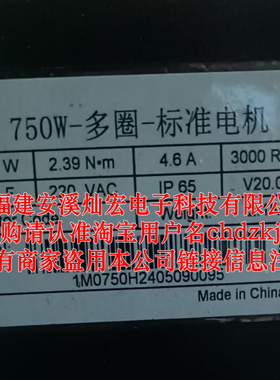 750W-多圈-标准电机
W 2.39 N·m 4.6 A 3000 R
220 VAC IP 65 V20.0
福建安溪灿宏电子科技有限公
购请认准淘宝用户名chdzkj
有商家盗用本公司链接信息注
1M0750H2405090095
Made in China